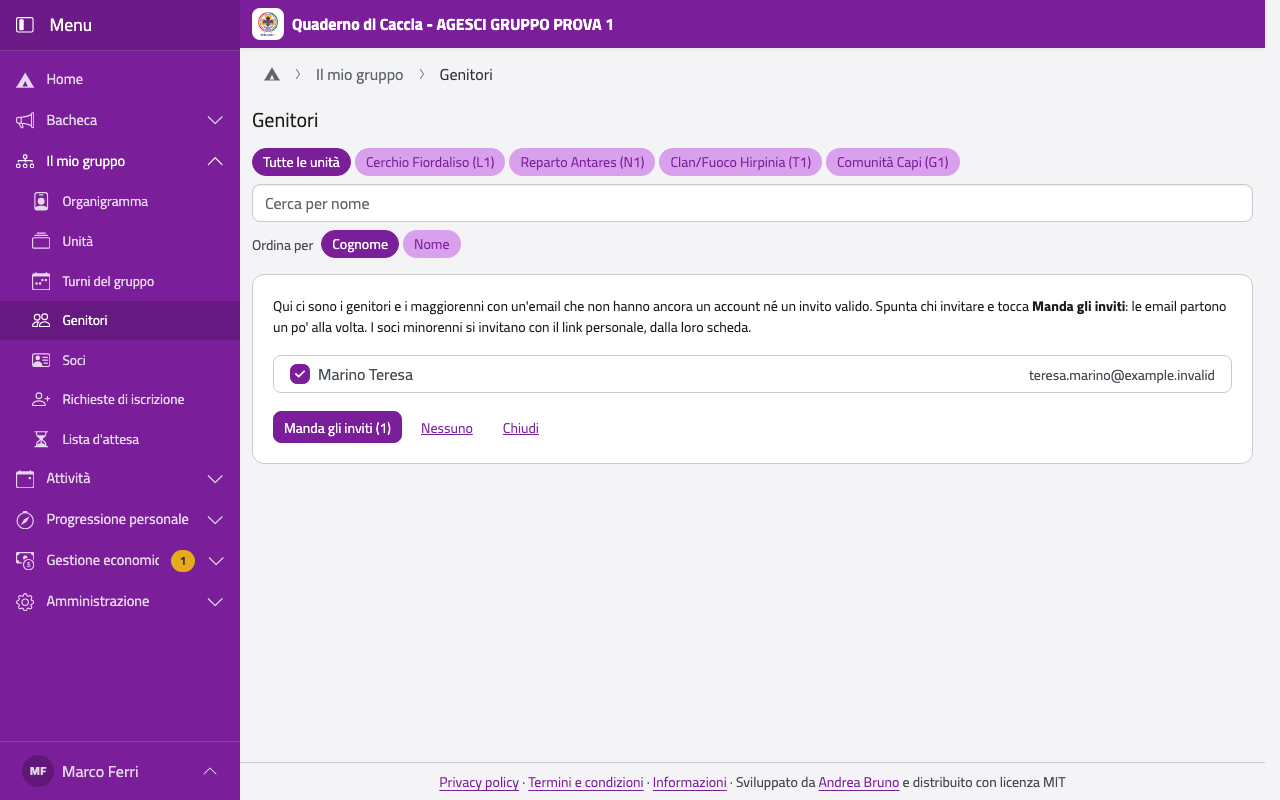 Menu
Quaderno di Caccia - AGESCI GRUPPO PROVA 1
Home
Bacheca
Il mio gruppo
Organigramma
Unità
Turni del gruppo
Genitori
Soci
Richieste di iscrizione
Lista d'attesa
Attività
Progressione personale
Gestione economic
1
Amministrazione
MF
Marco Ferri
Il mio gruppo
Genitori
Genitori
Tutte le unità
Cerchio Fiordaliso (L1)
Reparto Antares (N1)
Clan/Fuoco Hirpinia (T1)
Comunità Capi (G1)
Cerca per nome
Ordina per
Cognome
Nome
Qui ci sono i genitori e i maggiorenni con un'email che non hanno ancora un account né un invito valido. Spunta chi invitare e tocca Manda gli inviti: le email partono
un po' alla volta. I soci minorenni si invitano con il link personale, dalla loro scheda.
Marino Teresa
teresa.marino@example.invalid
Manda gli inviti (1)
Nessuno
Chiudi
Privacy policy · Termini e condizioni · Informazioni · Sviluppato da Andrea Bruno e distribuito con licenza MIT